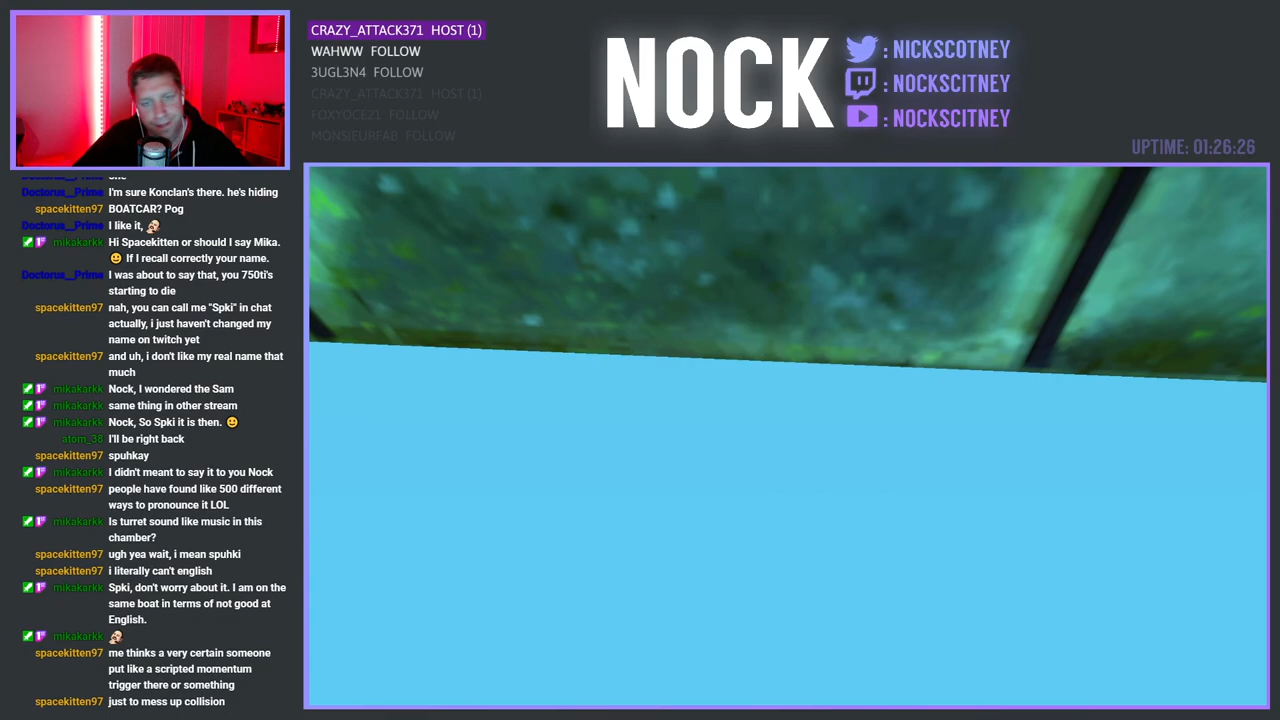 CRAZY_ATTACK371 HOST (1)
WAHWW FOLLOW
3UGL3N4 FOLLOW
CRAZY_ATTACK371 HOST (1)
FOXYOCE21 FOLLOW
MONSIEURFAB FOLLOW
NOCK
: NICKSCOTNEY
: NOCKSCITNEY
: NOCKSCITNEY
UPTIME: 01:26:26
Doctorus__Prime I'm sure Konclan's there. he's hiding
spacekitten97 BOATCAR? Pog
Doctorus__Prime I like it,
mikakarkk Hi Spacekitten or should I say Mika.
If I recall correctly your name.
Doctorus__Prime I was about to say that, you 750ti's
starting to die
spacekitten97 nah, you can call me "Spki" in chat
actually, i just haven't changed my
name on twitch yet
spacekitten97 and uh, i don't like my real name that
much
mikakarkk Nock, I wondered the Sam
mikakarkk same thing in other stream
mikakarkk Nock, So Spki it is then.
atom_38 I'll be right back
spacekitten97 spuhkay
mikakarkk I didn't meant to say it to you Nock
spacekitten97 people have found like 500 different
ways to pronounce it LOL
mikakarkk Is turret sound like music in this
chamber?
spacekitten97 ugh yea wait, i mean spuhki
spacekitten97 i literally can't english
mikakarkk Spki, don't worry about it. I am on the
same boat in terms of not good at
English.
mikakarkk
spacekitten97 me thinks a very certain someone
put like a scripted momentum
trigger there or something
spacekitten97 just to mess up collision